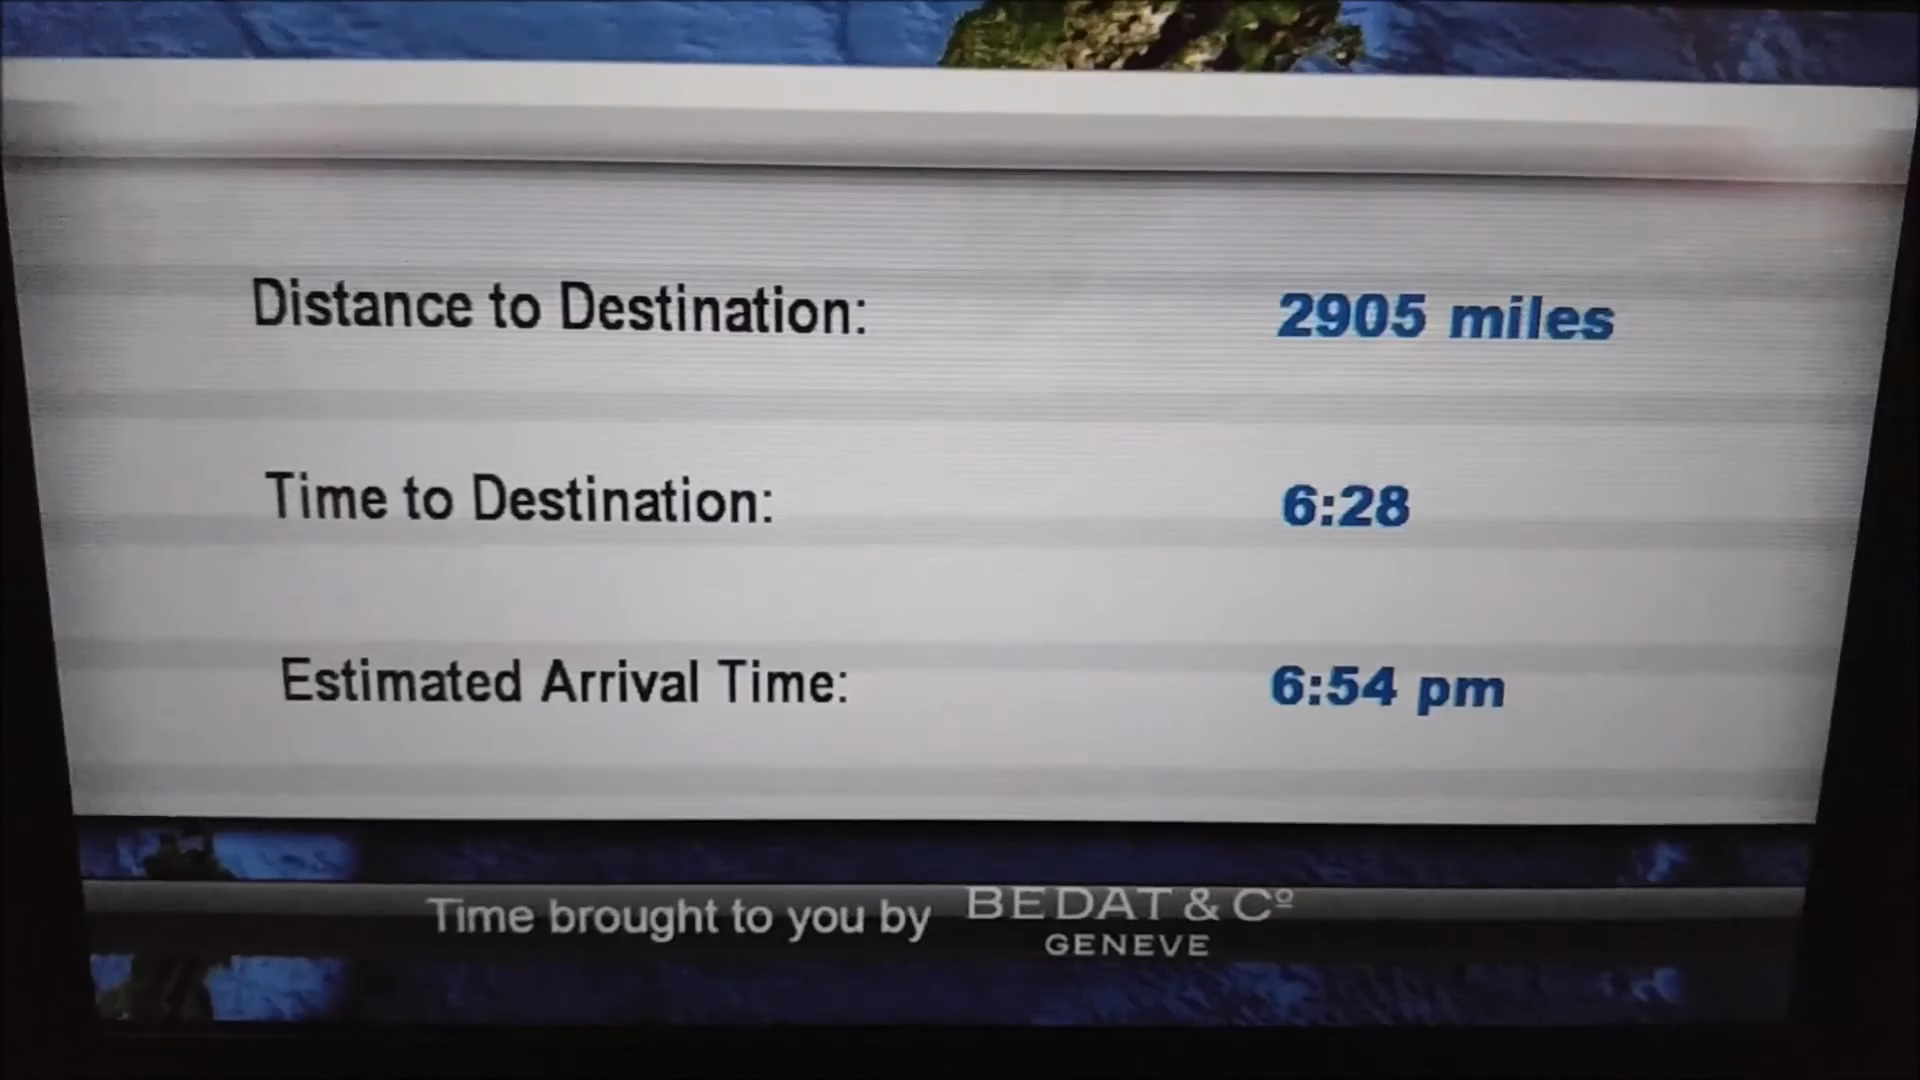 Distance to Destination: 2905 miles
Time to Destination: 6:28
Estimated Arrival Time: 6:54 pm
Time brought to you by BEDAT & Cº
GENEVE